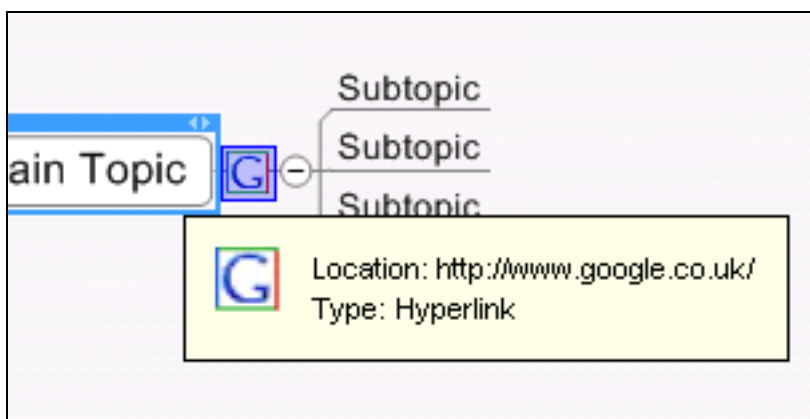 Subtopic
ain Topic
G
Subtopic
Subtopic
G
Location: http://www.google.co.uk/
Type: Hyperlink